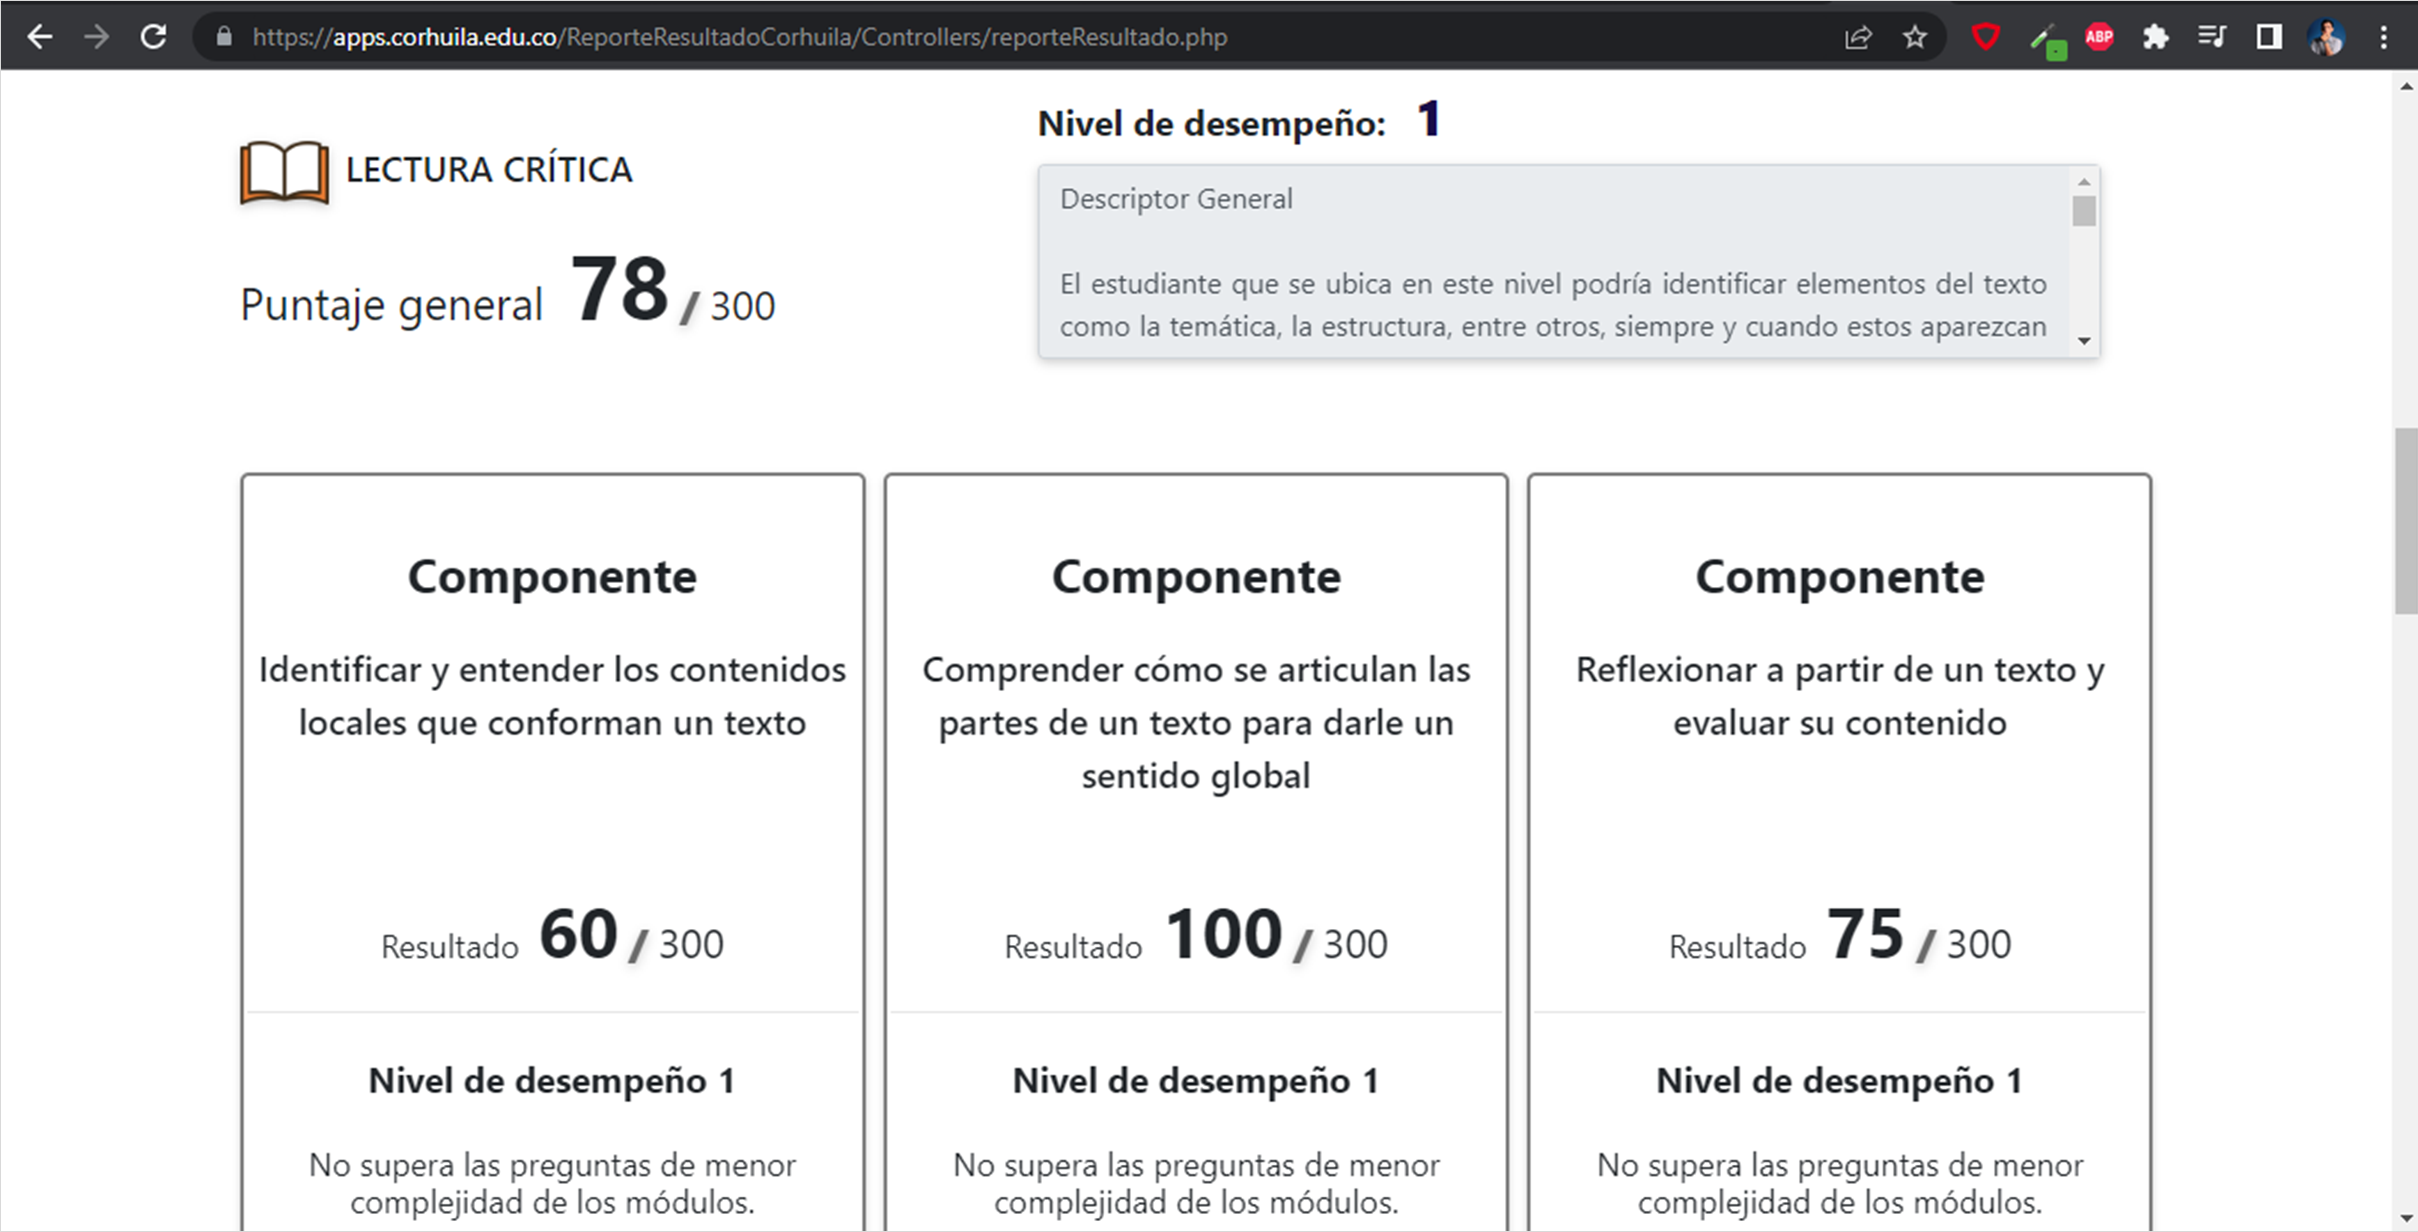 https://apps.corhuila.edu.co/ReporteResultadoCorhuila/Controllers/reporteResultado.php
ABP
LECTURA CRÍTICA
Puntaje general 78 / 300
Nivel de desempeño: 1
Descriptor General
El estudiante que se ubica en este nivel podría identificar elementos del texto
como la temática, la estructura, entre otros, siempre y cuando estos aparezcan
Componente
Identificar y entender los contenidos
locales que conforman un texto
Resultado 60 / 300
Nivel de desempeño 1
No supera las preguntas de menor
complejidad de los módulos.
Componente
Comprender cómo se articulan las
partes de un texto para darle un
sentido global
Resultado 100 / 300
Nivel de desempeño 1
No supera las preguntas de menor
complejidad de los módulos.
Componente
Reflexionar a partir de un texto y
evaluar su contenido
Resultado 75 / 300
Nivel de desempeño 1
No supera las preguntas de menor
complejidad de los módulos.